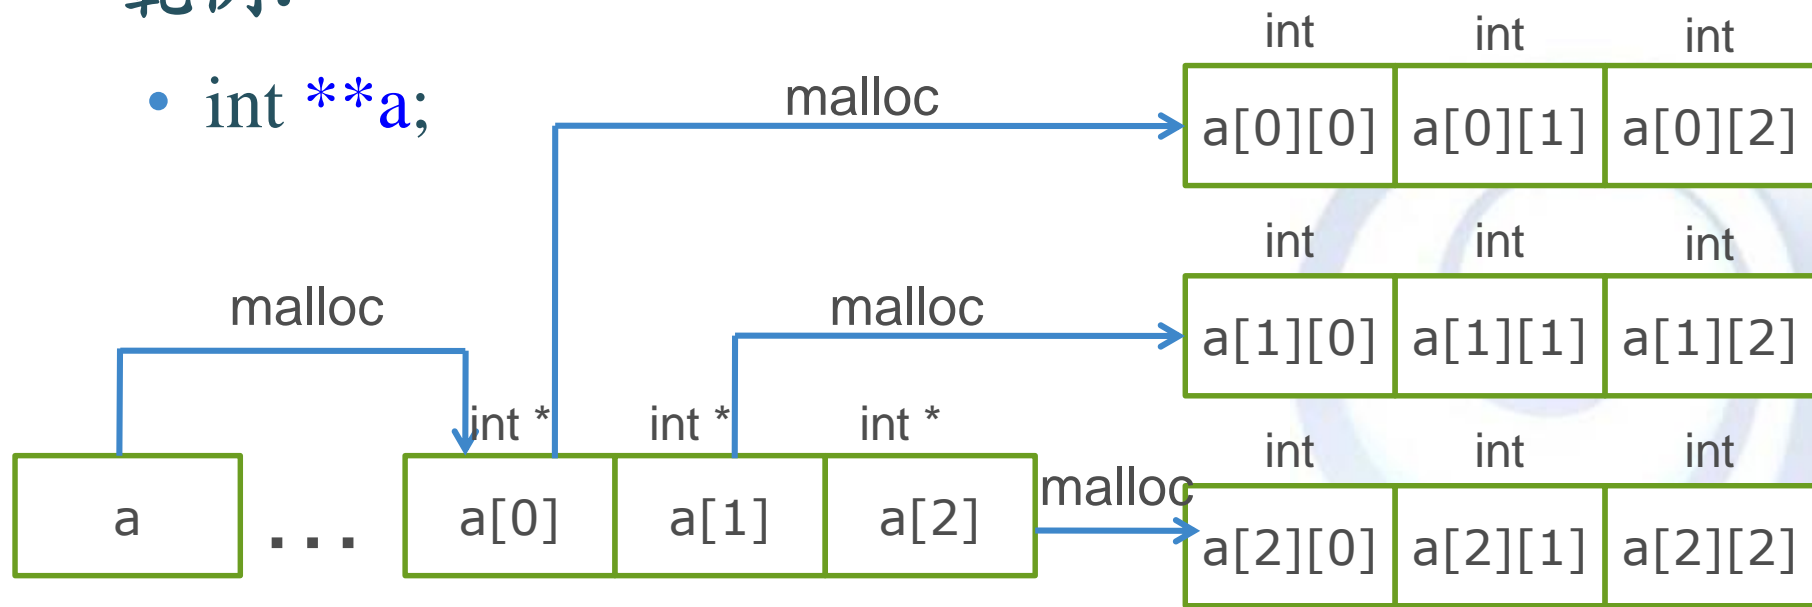 範例:
• int **a;
malloc
int int int
a[0][0] a[0][1] a[0][2]
malloc
malloc
int int int
a[1][0] a[1][1] a[1][2]
int * int * int *
a ... a[0] a[1] a[2]
malloc
int int int
a[2][0] a[2][1] a[2][2]